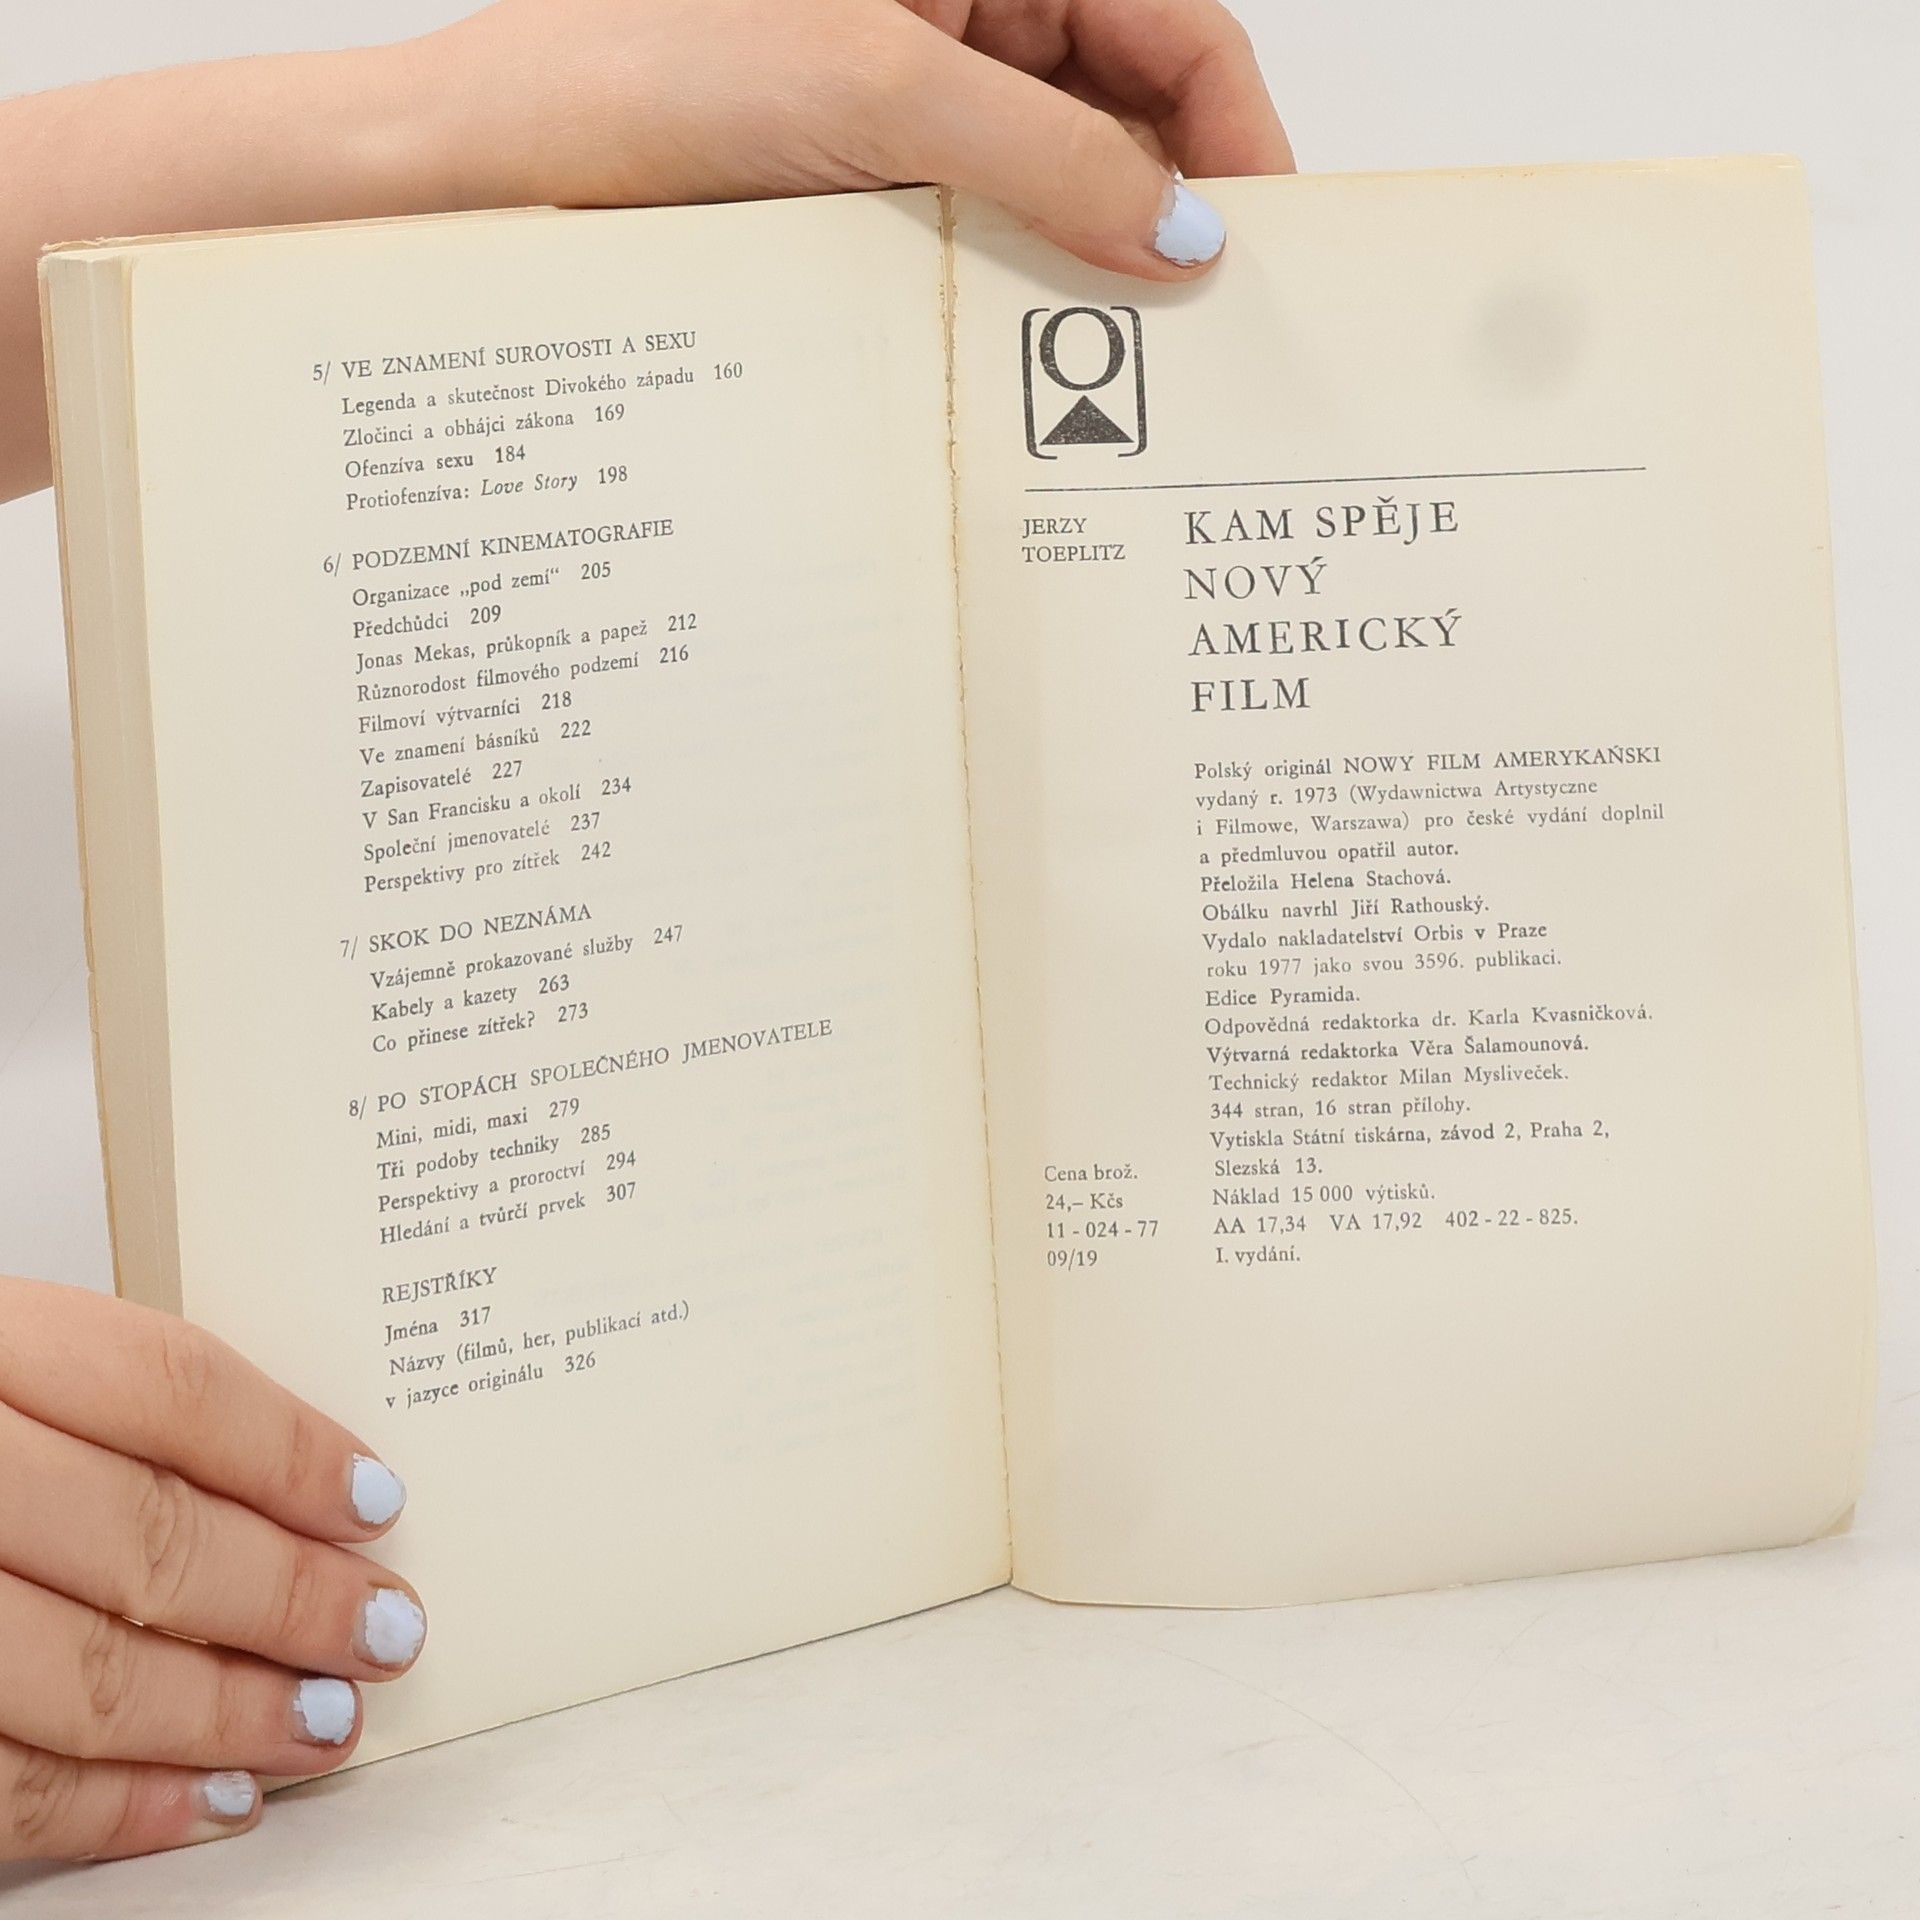 5/ VE ZNAMENÍ SUROVOSTI A SEXU
Legenda a skutečnost Divokého západu 160
Zločinci a obhájci zákona 169
Ofenzíva sexu 184
Protiofenzíva: Love Story 198
6/ PODZEMNÍ KINEMATOGRAFIE
Organizace „pod zemí“ 205
Předchůdci 209
Jonas Mekas, průkopník a papež 212
Různorodost filmového podzemí 216
Filmoví výtvarníci 218
Ve znamení básníků 222
Zapisovatelé 227
V San Francisku a okolí 234
Společní jmenovatelé 237
Perspektivy pro zítřek 242
7/ SKOK DO NEZNÁMA
Vzájemně prokazované služby 247
Kabely a kazety 263
Co přinese zítřek? 273
8/ PO STOPÁCH SPOLEČNÉHO JMENOVATELE
Mini, midi, maxi 279
Tři podoby techniky 285
Perspektivy a proroctví 294
Hledání a tvůrčí prvek 307
REJSTŘÍKY
Jména 317
Názvy (filmů, her, publikací atd.)
v jazyce originálu 326
O
JERZY
TOEPLITZ
KAM SPĚJE
NOVÝ
AMERICKÝ
FILM
Polský originál NOWY FILM AMERYKAŃSKI
vydaný r. 1973 (Wydawnictwa Artystyczne
i Filmowe, Warszawa) pro české vydání doplnil
a předmluvou opatřil autor.
Přeložila Helena Stachová.
Obálku navrhl Jiří Rathouský.
Vydalo nakladatelství Orbis v Praze
roku 1977 jako svou 3596. publikaci.
Edice Pyramida.
Odpovědná redaktorka dr. Karla Kvasničková.
Výtvarná redaktorka Věra Šalamounová.
Technický redaktor Milan Mysliveček.
344 stran, 16 stran přílohy.
Vytiskla Státní tiskárna, závod 2, Praha 2,
Slezská 13.
Náklad 15 000 výtisků.
AA 17,34 VA 17,92 402 - 22 - 825.
I. vydání.
Cena brož.
24,– Kčs
11 - 024 - 77
09/19